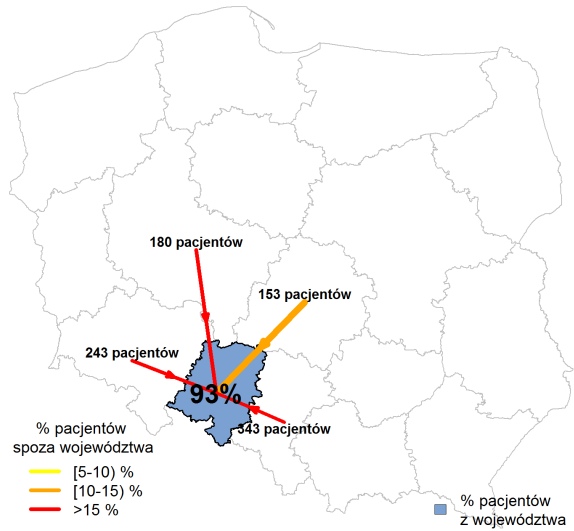 180 pacjentów
153 pacjentów
243 pacjentów
93%
343 pacjentów
% pacjentów
spoza województwa
[5-10) %
[10-15) %
>15 %
% pacjentów
z województwa